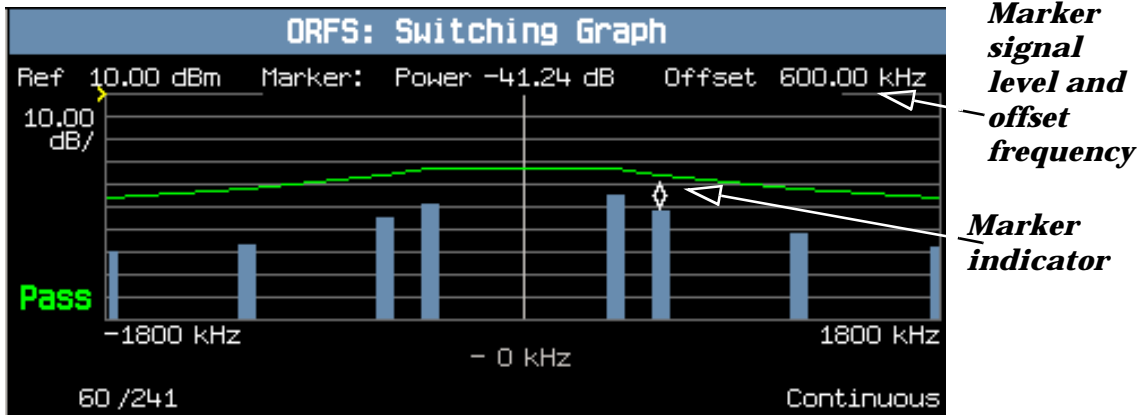 ORFS: Switching Graph
Ref 10.00 dBm Marker: Power -41.24 dB Offset 600.00 kHz
10.00
dB/
Pass
-1800 kHz
1800 kHz
- 0 kHz
60 /241
Continuous
Marker
signal
level and
offset
frequency
Marker
indicator